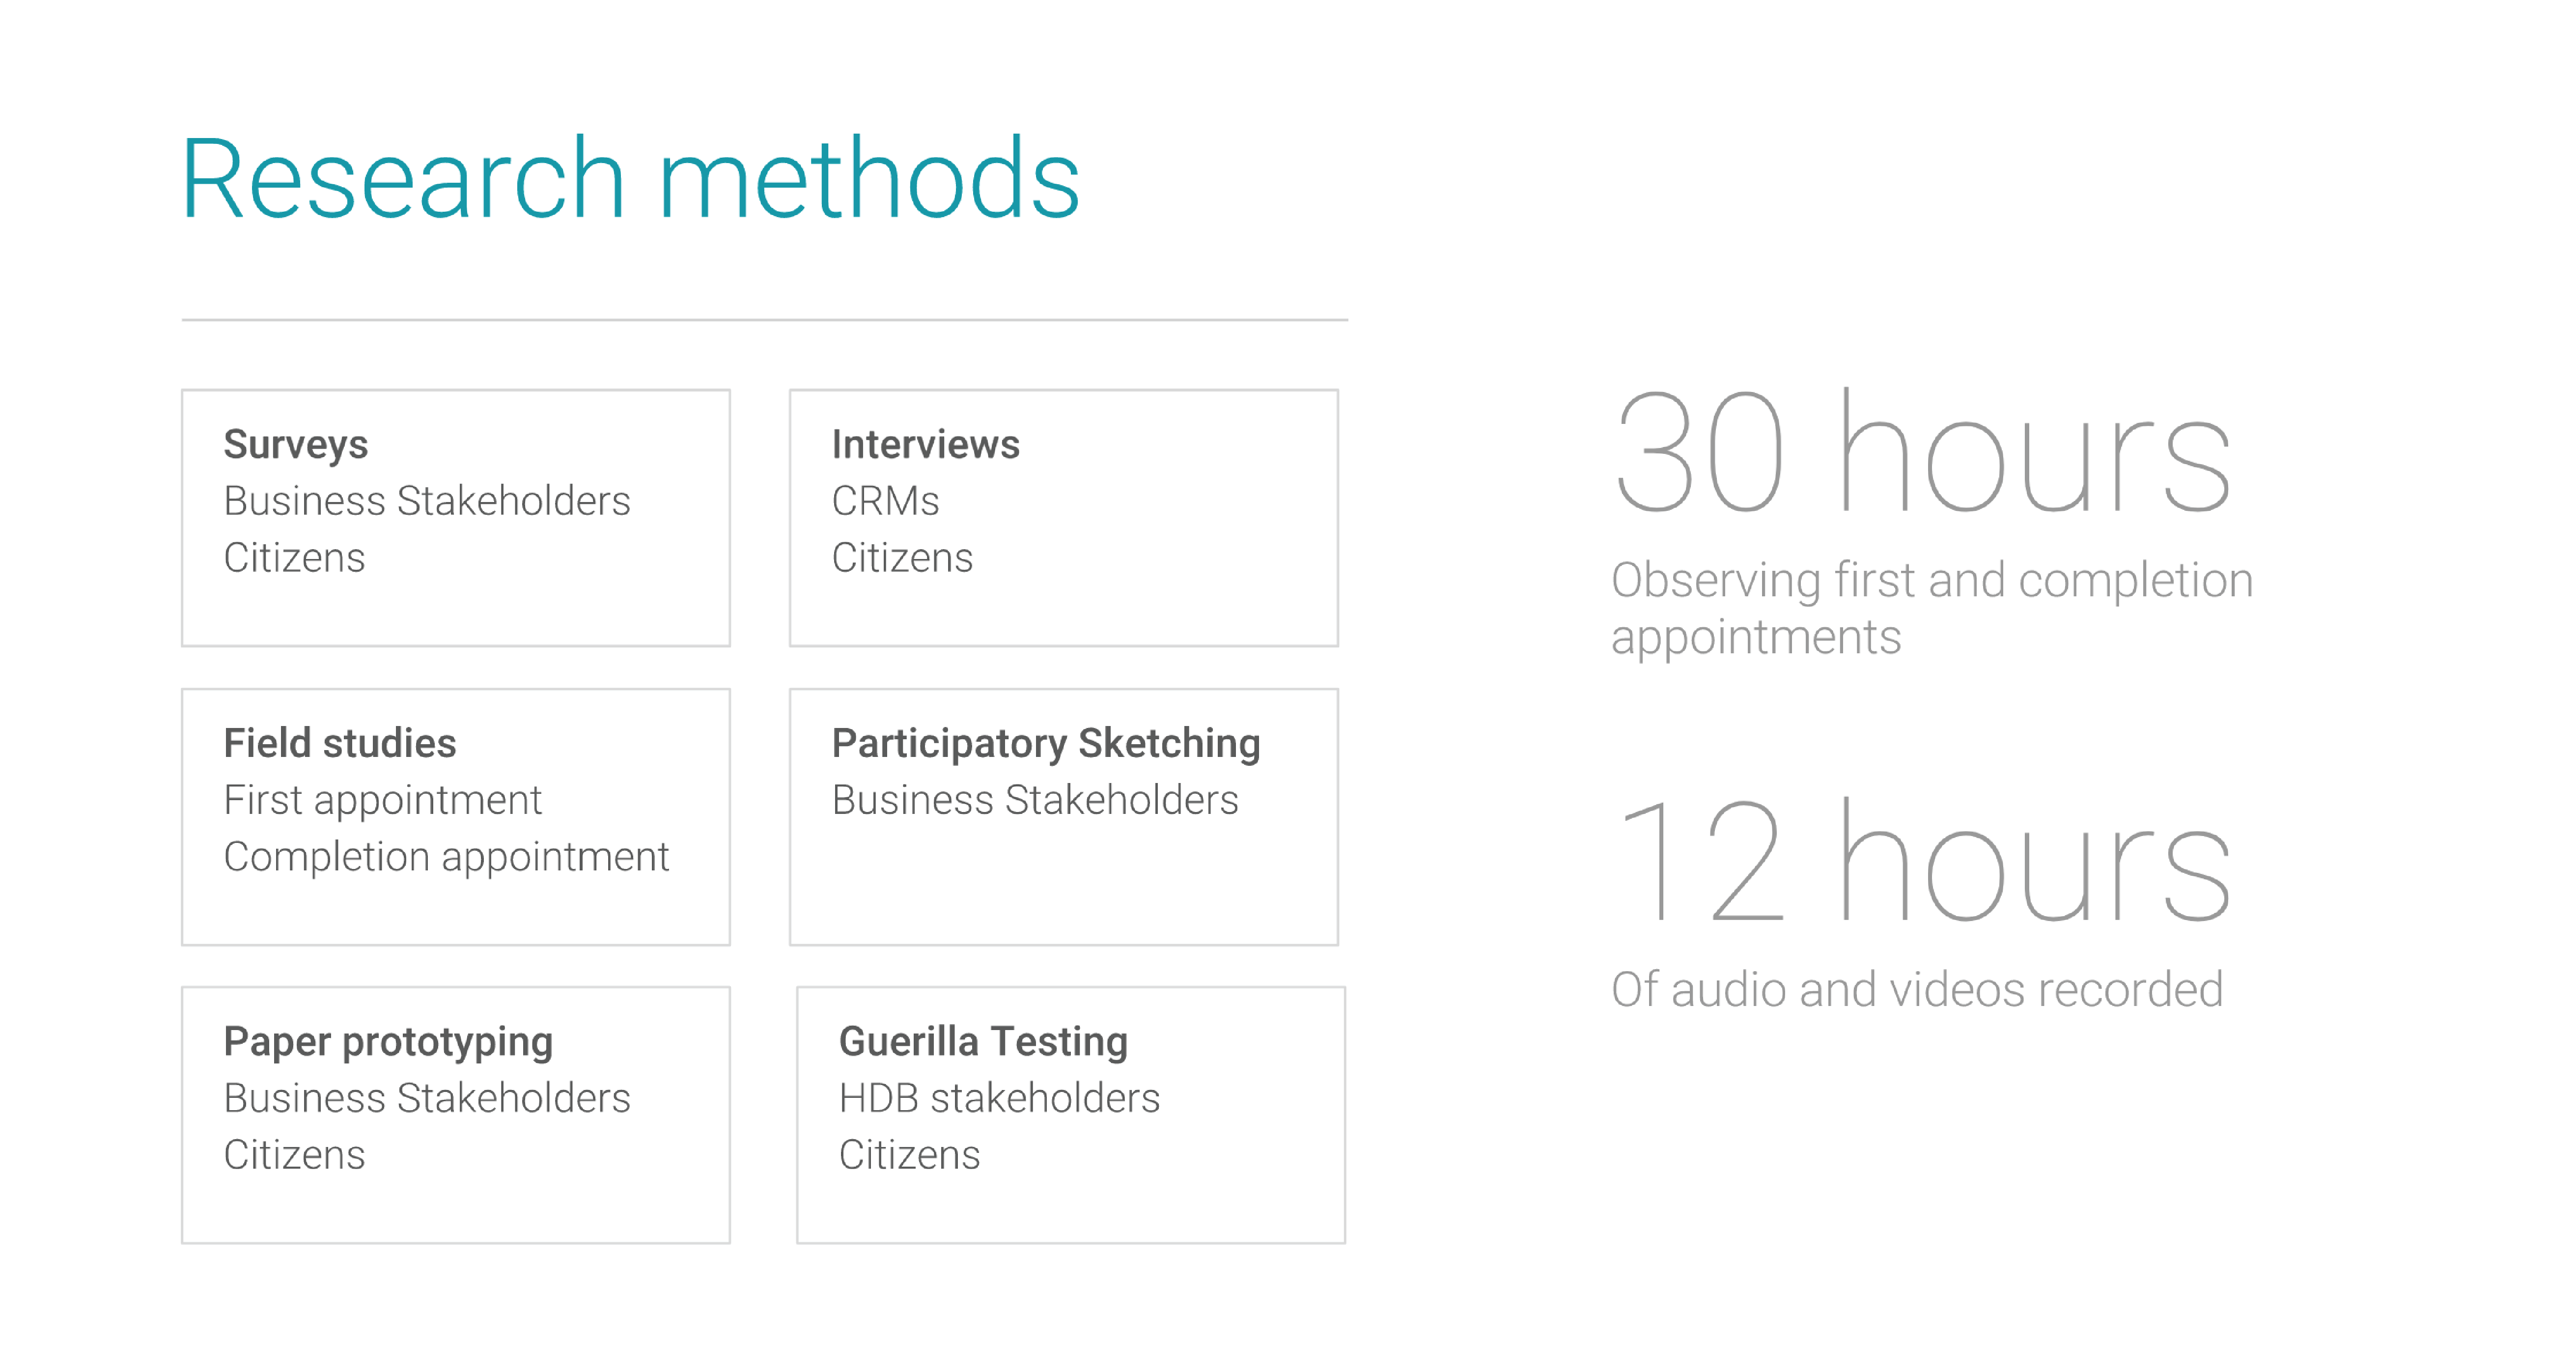 Research methods
Surveys
Business Stakeholders
Citizens
Interviews
CRMs
Citizens
Field studies
First appointment
Completion appointment
Participatory Sketching
Business Stakeholders
Paper prototyping
Business Stakeholders
Citizens
Guerilla Testing
HDB stakeholders
Citizens
30 hours
Observing first and completion
appointments
12 hours
Of audio and videos recorded